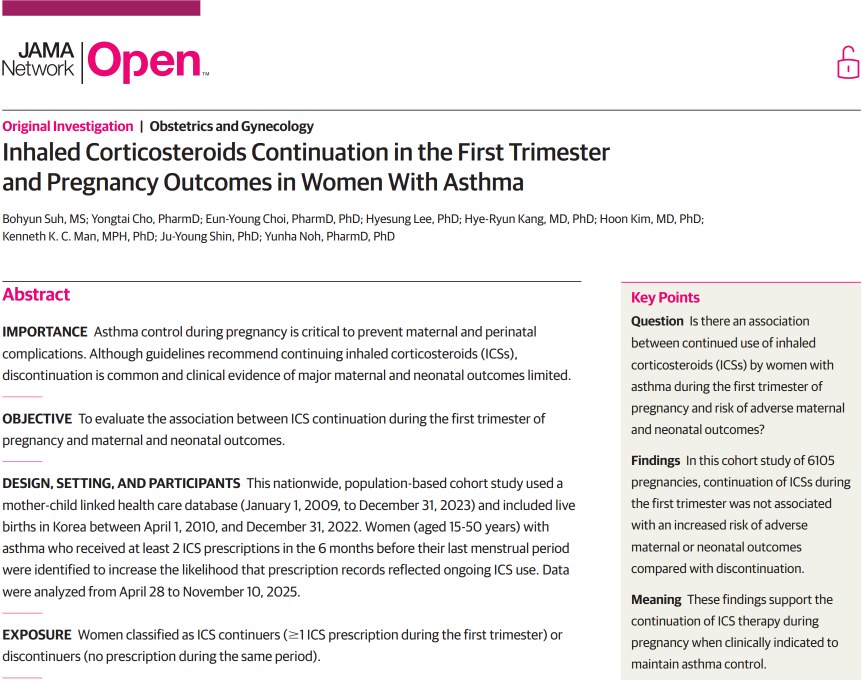 JAMA
Network
Open™
Original Investigation | Obstetrics and Gynecology
Inhaled Corticosteroids Continuation in the First Trimester
and Pregnancy Outcomes in Women With Asthma
Bohyun Suh, MS; Yongtai Cho, PharmD; Eun-Young Choi, PharmD, PhD; Hyesung Lee, PhD; Hye-Ryun Kang, MD, PhD; Hoon Kim, MD, PhD;
Kenneth K. C. Man, MPH, PhD; Ju-Young Shin, PhD; Yunha Noh, PharmD, PhD
Abstract
IMPORTANCE Asthma control during pregnancy is critical to prevent maternal and perinatal
complications. Although guidelines recommend continuing inhaled corticosteroids (ICSs),
discontinuation is common and clinical evidence of major maternal and neonatal outcomes limited.
OBJECTIVE To evaluate the association between ICS continuation during the first trimester of
pregnancy and maternal and neonatal outcomes.
DESIGN, SETTING, AND PARTICIPANTS This nationwide, population-based cohort study used a
mother-child linked health care database (January 1, 2009, to December 31, 2023) and included live
births in Korea between April 1, 2010, and December 31, 2022. Women (aged 15-50 years) with
asthma who received at least 2 ICS prescriptions in the 6 months before their last menstrual period
were identified to increase the likelihood that prescription records reflected ongoing ICS use. Data
were analyzed from April 28 to November 10, 2025.
EXPOSURE Women classified as ICS continuers (≥1 ICS prescription during the first trimester) or
discontinuers (no prescription during the same period).
Key Points
Question Is there an association
between continued use of inhaled
corticosteroids (ICSs) by women with
asthma during the first trimester of
pregnancy and risk of adverse maternal
and neonatal outcomes?
Findings In this cohort study of 6105
pregnancies, continuation of ICSs during
the first trimester was not associated
with an increased risk of adverse
maternal or neonatal outcomes
compared with discontinuation.
Meaning These findings support the
continuation of ICS therapy during
pregnancy when clinically indicated to
maintain asthma control.